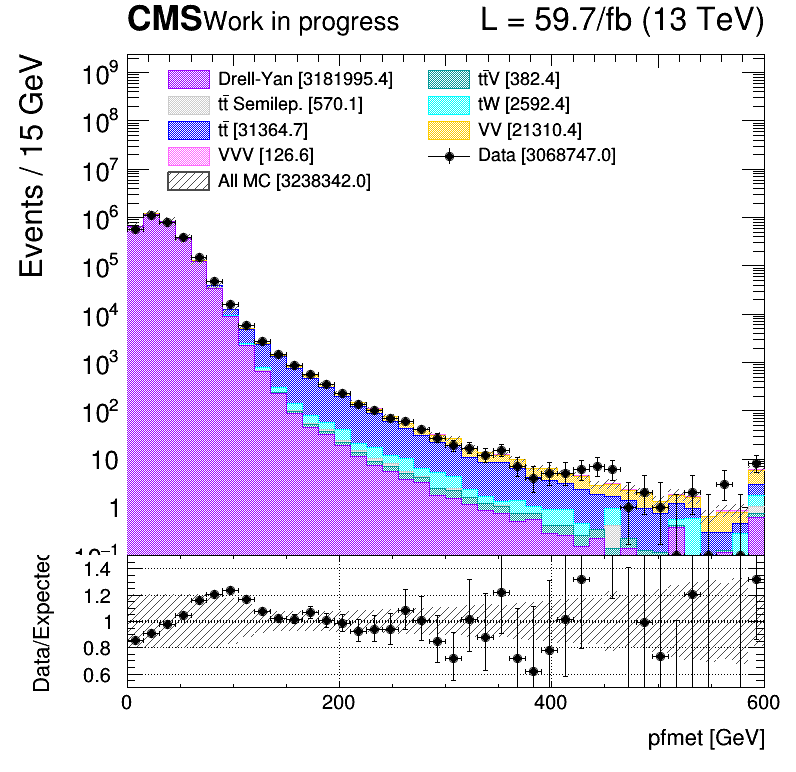 CMS Work in progress L = 59.7/fb (13 TeV)
Drell-Yan [3181995.4] tt̄V [382.4]
tt̄ Semilep. [570.1] tW [2592.4]
tt̄ [31364.7] VV [21310.4]
VVV [126.6] Data [3068747.0]
All MC [3238342.0]
Events / 15 GeV
10⁹
10⁸
10⁷
10⁶
10⁵
10⁴
10³
10²
10
1
10⁻¹
Data/Expected
1.4
1.2
1
0.8
0.6
0 200 400 600
pfmet [GeV]